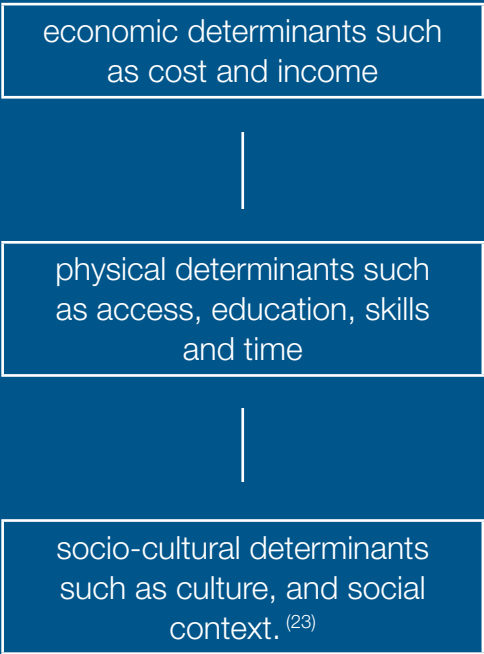 economic determinants such
as cost and income
physical determinants such
as access, education, skills
and time
socio-cultural determinants
such as culture, and social
context. (23)